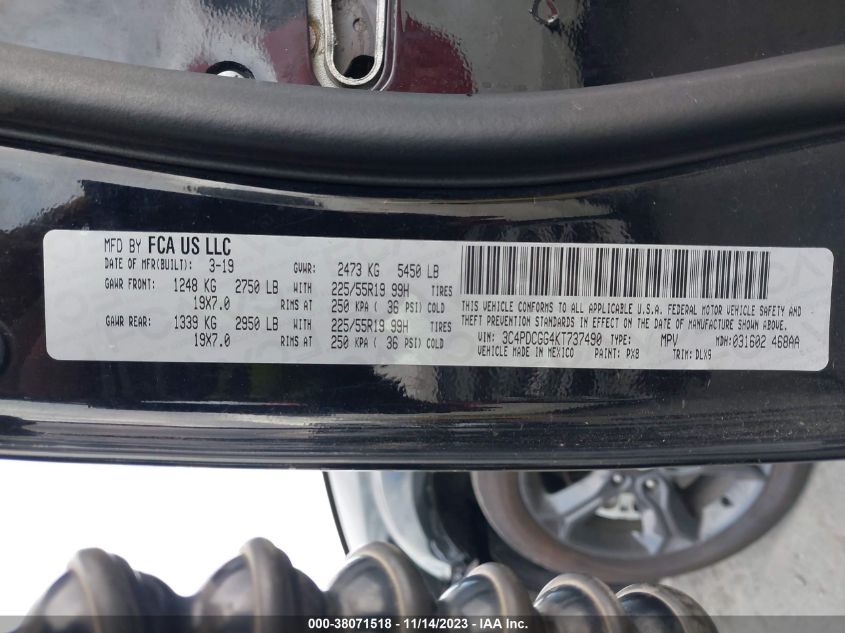 MFD BY FCA US LLC
DATE OF MFR(BUILT): 3-19 GVWR: 2473 KG 5450 LB
GAWR FRONT: 1248 KG 2750 LB WITH 225/55R19 99H TIRES
19X7.0 RIMS AT 250 KPA ( 36 PSI) COLD
GAWR REAR: 1339 KG 2950 LB WITH 225/55R19 99H TIRES
19X7.0 RIMS AT 250 KPA ( 36 PSI) COLD
THIS VEHICLE CONFORMS TO ALL APPLICABLE U.S.A. FEDERAL MOTOR VEHICLE SAFETY AND
THEFT PREVENTION STANDARDS IN EFFECT ON THE DATE OF MANUFACTURE SHOWN ABOVE.
VIN: 3C4PDCGG4KT737490 TYPE: MPV MDH: 031602 468AA
VEHICLE MADE IN MEXICO PAINT: PX8 TRIM: DLX9
000-38071518 - 11/14/2023 - IAA Inc.